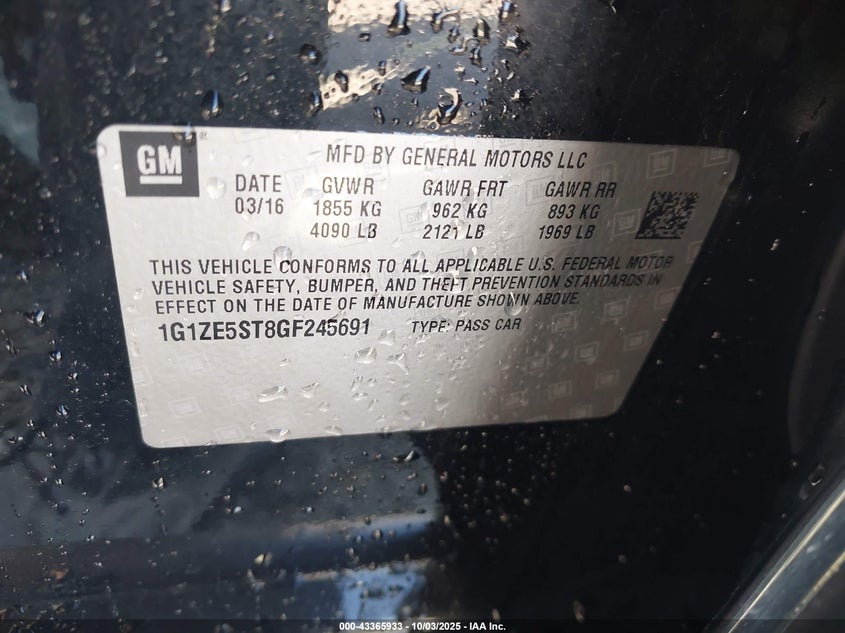 GM ® MFD BY GENERAL MOTORS LLC
DATE GVWR GAWR FRT GAWR RR
03/16 1855 KG 962 KG 893 KG
4090 LB 2121 LB 1969 LB
THIS VEHICLE CONFORMS TO ALL APPLICABLE U.S. FEDERAL MOTOR
VEHICLE SAFETY, BUMPER, AND THEFT PREVENTION STANDARDS IN
EFFECT ON THE DATE OF MANUFACTURE SHOWN ABOVE.
1G1ZE5ST8GF245691 TYPE: PASS CAR
000-43365933 - 10/03/2025 - IAA Inc.